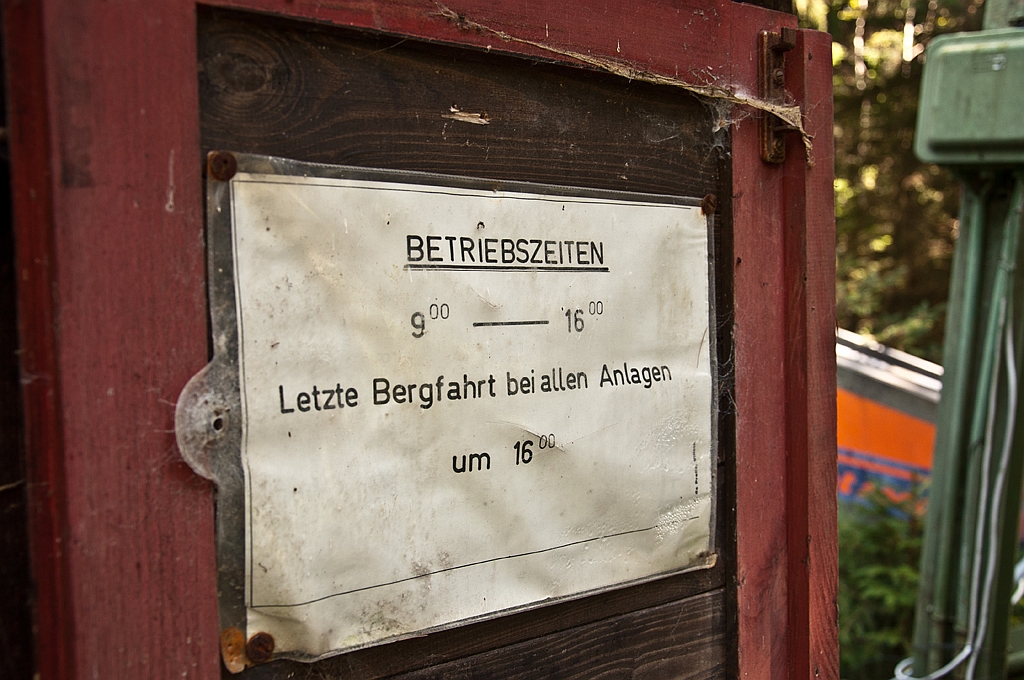 BETRIEBSZEITEN
9⁰⁰ — 16⁰⁰
Letzte Bergfahrt bei allen Anlagen
um 16⁰⁰